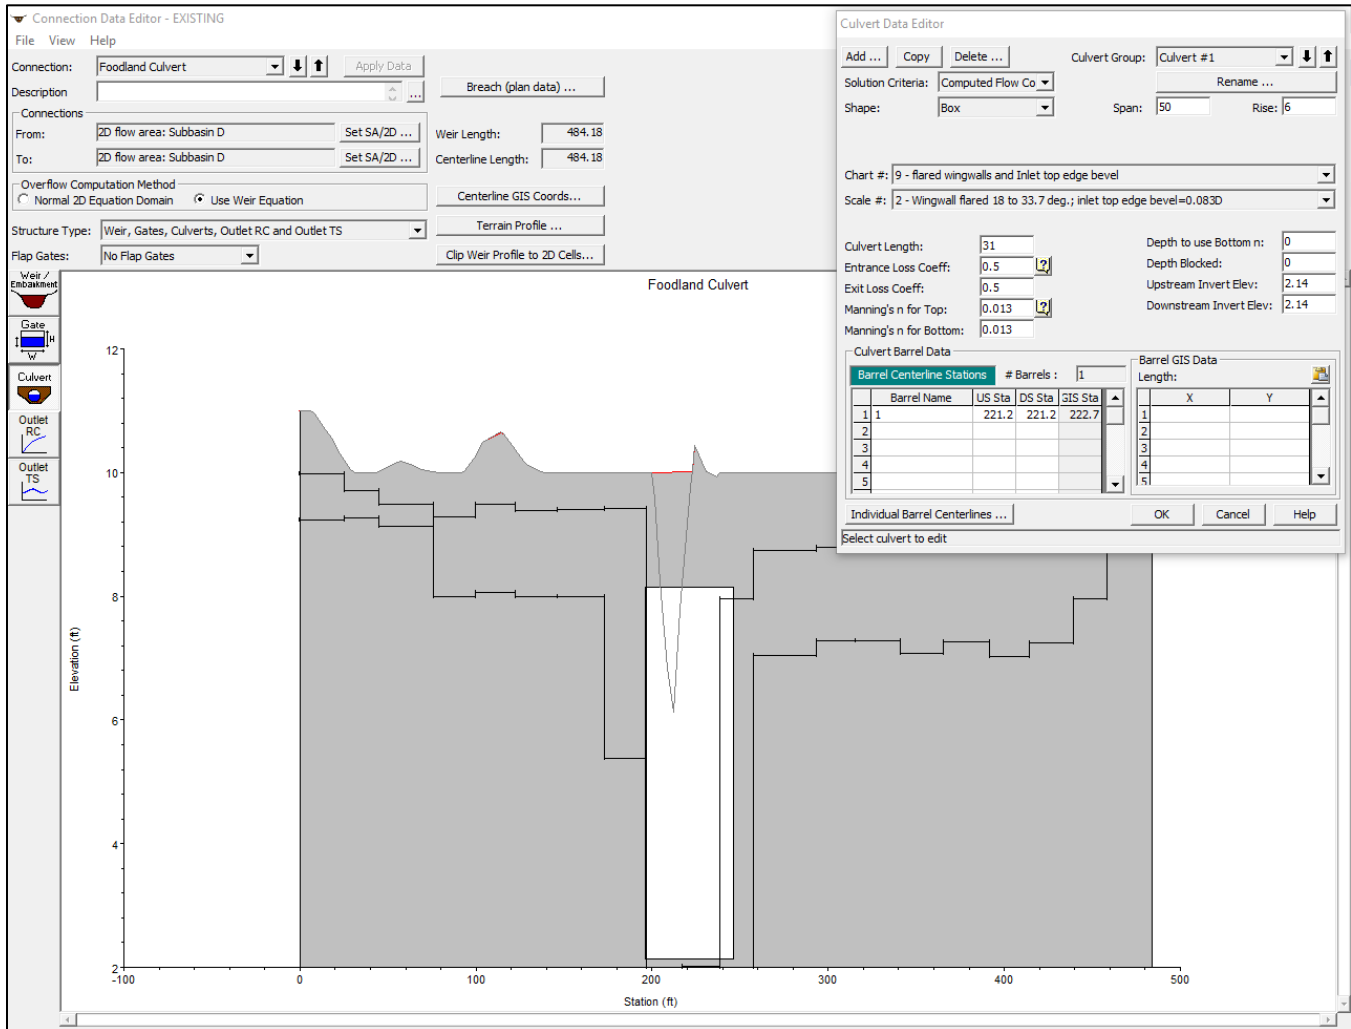 Connection Data Editor - EXISTING
File View Help
Connection: Foodland Culvert Apply Data
Description ...
Breach (plan data) ...
Connections
From: 2D flow area: Subbasin D Set SA/2D ...
Weir Length: 484.18
To: 2D flow area: Subbasin D Set SA/2D ...
Centerline Length: 484.18
Overflow Computation Method
Normal 2D Equation Domain Use Weir Equation
Centerline GIS Coords...
Structure Type: Weir, Gates, Culverts, Outlet RC and Outlet TS
Terrain Profile ...
Flap Gates: No Flap Gates
Clip Weir Profile to 2D Cells...
Weir /
Embankment
Gate
H
W
Culvert
Outlet
RC
Outlet
TS
Foodland Culvert
12
10
8
6
4
2
Elevation (ft)
-100 0 100 200 300 400 500
Station (ft)
Culvert Data Editor
Add ... Copy Delete ... Culvert Group: Culvert #1
Solution Criteria: Computed Flow Co Rename ...
Shape: Box Span: 50 Rise: 6
Chart #: 9 - flared wingwalls and Inlet top edge bevel
Scale #: 2 - Wingwall flared 18 to 33.7 deg.; inlet top edge bevel=0.083D
Culvert Length: 31 Depth to use Bottom n: 0
Entrance Loss Coeff: 0.5 Depth Blocked: 0
Exit Loss Coeff: 0.5 Upstream Invert Elev: 2.14
Manning's n for Top: 0.013 Downstream Invert Elev: 2.14
Manning's n for Bottom: 0.013
Culvert Barrel Data
Barrel Centerline Stations # Barrels : 1
Barrel Name US Sta DS Sta GIS Sta
1 1 221.2 221.2 222.7
2
3
4
5
Barrel GIS Data
Length:
X Y
1
2
3
4
5
Individual Barrel Centerlines ... OK Cancel Help
Select culvert to edit